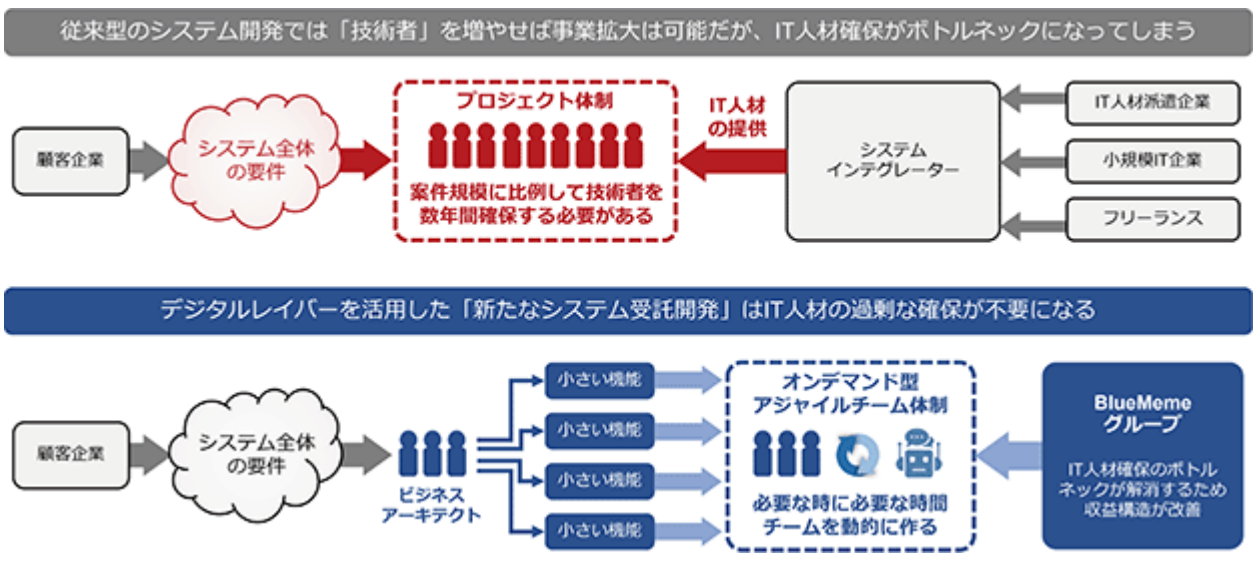 従来型のシステム開発では「技術者」を増やせば事業拡大は可能だが、IT人材確保がボトルネックになってしまう
顧客企業
システム全体
の要件
プロジェクト体制
案件規模に比例して技術者を
数年間確保する必要がある
IT人材
の提供
システム
インテグレーター
IT人材派遣企業
小規模IT企業
フリーランス
デジタルレイバーを活用した「新たなシステム受託開発」はIT人材の過剰な確保が不要になる
顧客企業
システム全体
の要件
ビジネス
アーキテクト
小さい機能
小さい機能
小さい機能
小さい機能
オンデマンド型
アジャイルチーム体制
必要な時に必要な時間
チームを動的に作る
BlueMeme
グループ
IT人材確保のボトル
ネックが解消するため
収益構造が改善